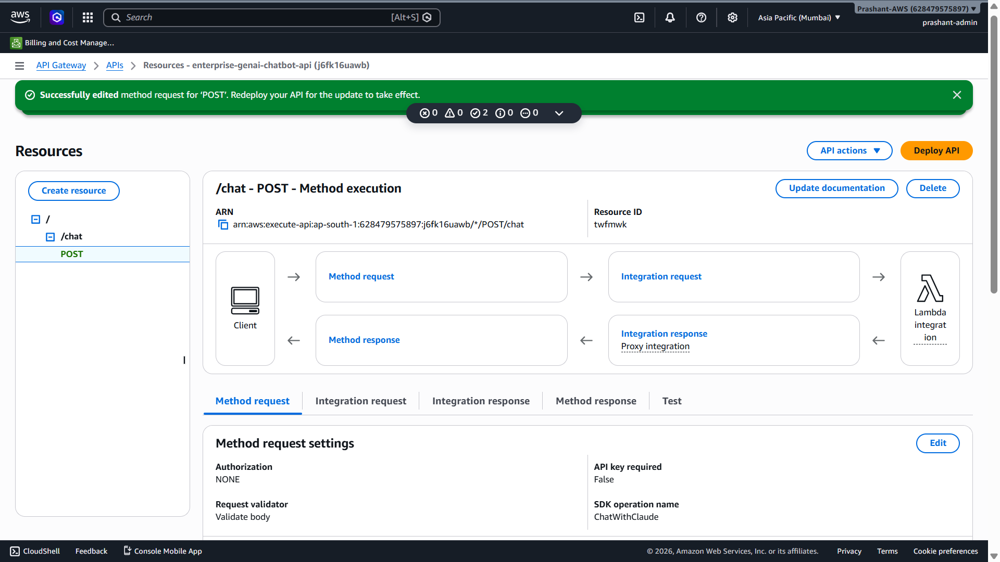 aws
Search
[Alt+S]
Asia Pacific (Mumbai)
Prashant-AWS (628479575897)
prashant-admin
Billing and Cost Manage...
API Gateway
APIs
Resources - enterprise-genai-chatbot-api (j6fk16uawb)
Successfully edited method request for ‘POST’. Redeploy your API for the update to take effect.
0 0 2 0 0
Resources
API actions
Deploy API
Create resource
/
/chat
POST
/chat - POST - Method execution
Update documentation
Delete
ARN
arn:aws:execute-api:ap-south-1:628479575897:j6fk16uawb/*/POST/chat
Resource ID
twfmwk
Client
Method request
Integration request
Method response
Integration response
Proxy integration
Lambda
integrat
ion
Method request
Integration request
Integration response
Method response
Test
Method request settings
Edit
Authorization
NONE
API key required
False
Request validator
Validate body
SDK operation name
ChatWithClaude
CloudShell
Feedback
Console Mobile App
© 2026, Amazon Web Services, Inc. or its affiliates.
Privacy
Terms
Cookie preferences